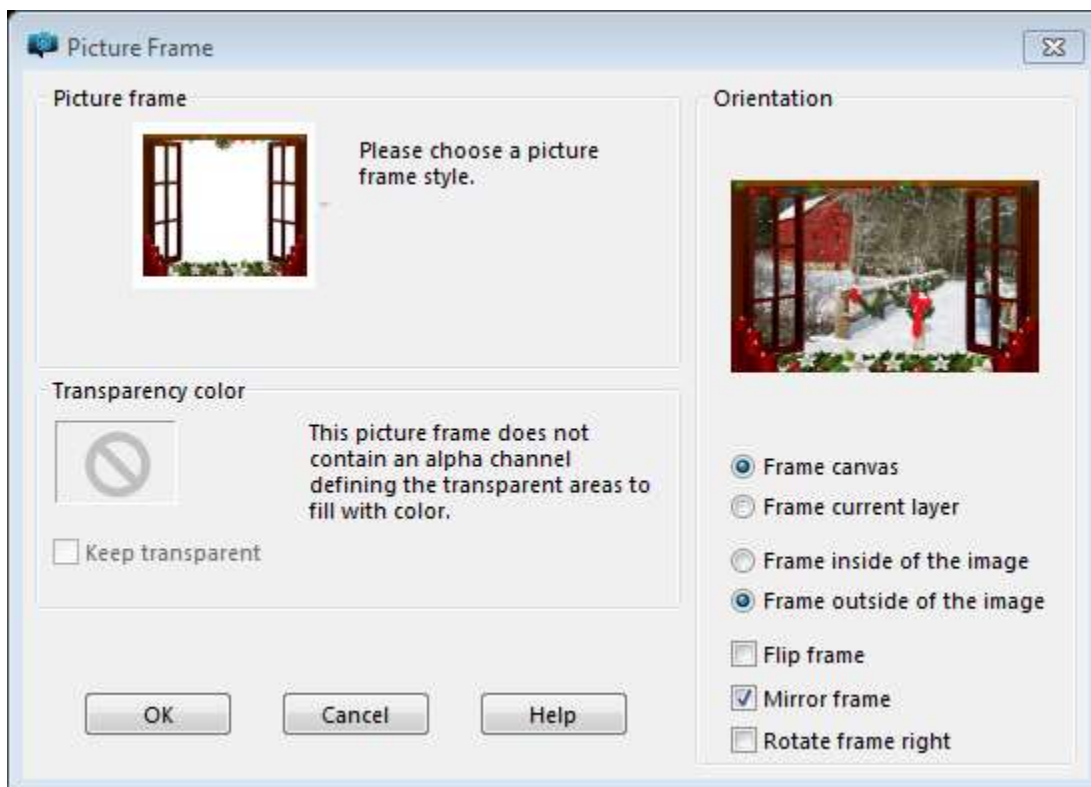 Picture Frame
Picture frame
Please choose a picture
frame style.
Transparency color
This picture frame does not
contain an alpha channel
defining the transparent areas to
fill with color.
Keep transparent
OK
Cancel
Help
Orientation
Frame canvas
Frame current layer
Frame inside of the image
Frame outside of the image
Flip frame
Mirror frame
Rotate frame right